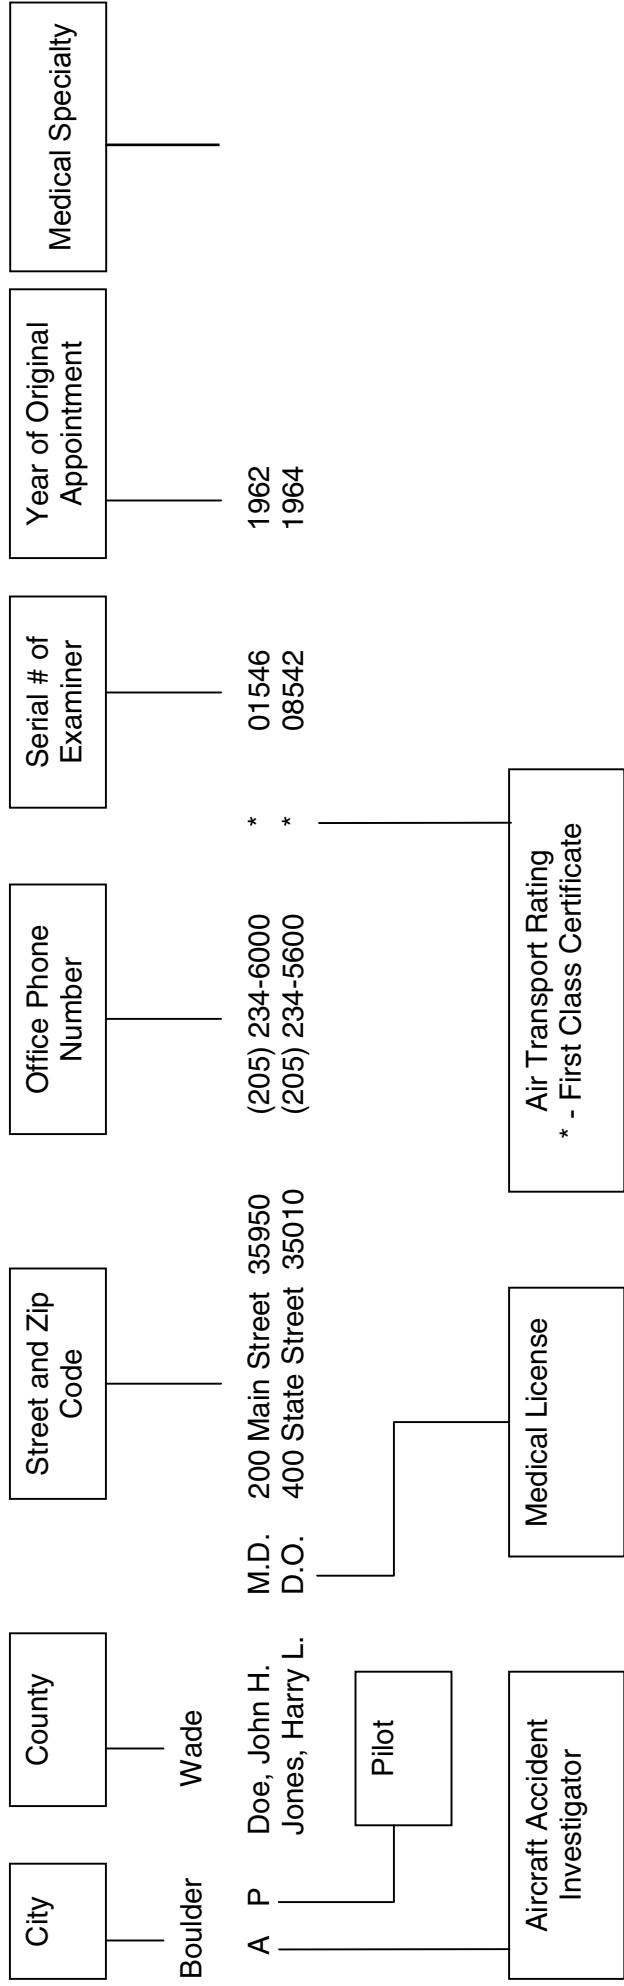 City
County
Street and Zip
Code
Office Phone
Number
Serial # of
Examiner
Year of Original
Appointment
Medical Specialty
Boulder Wade
A P Doe, John H. M.D. 200 Main Street 35950 (205) 234-6000 * 01546 1962
Jones, Harry L. D.O. 400 State Street 35010 (205) 234-5600 * 08542 1964
Pilot
Aircraft Accident
Investigator
Medical License
Air Transport Rating
* - First Class Certificate